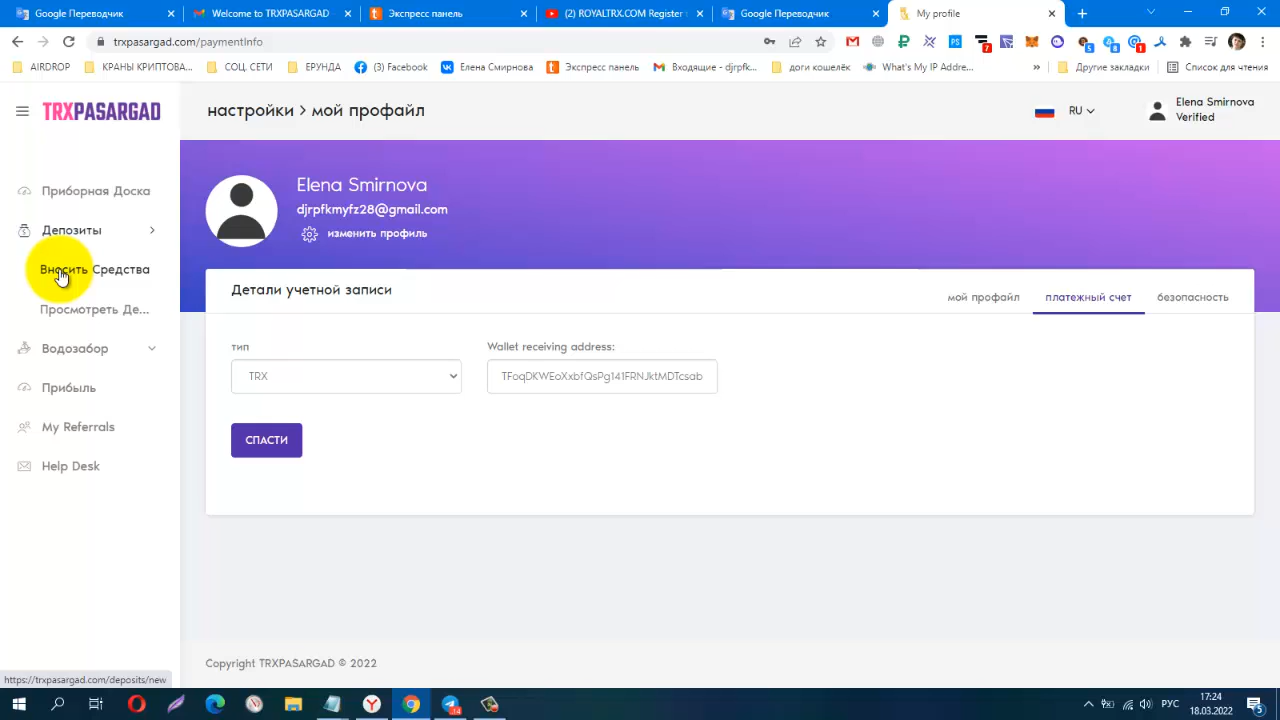 Google Переводчик
Welcome to TRXPASARGAD
Экспресс панель
(2) ROYALTRX.COM Register
Google Переводчик
My profile
trxpasargad.com/paymentInfo
AIRDROP
КРАНЫ КРИПТОВА...
СОЦ. СЕТИ
ЕРУНДА
(3) Facebook
Елена Смирнова
Экспресс панель
Входящие – djrpfk...
доги кошелёк
What's My IP Addre...
»
Другие закладки
Список для чтения
TRXPASARGAD
настройки > мой профайл
RU
Elena Smirnova
Verified
Приборная Доска
Депозиты
Вносить Средства
Просмотреть Де...
Водозабор
Прибыль
My Referrals
Help Desk
Elena Smirnova
djrpfkmyfz28@gmail.com
изменить профиль
Детали учетной записи
мой профайл
платежный счет
безопасность
тип
Wallet receiving address:
TRX
TFoqDKWEoXxbfQsPg141FRNJktMDTcsab
СПАСТИ
Copyright TRXPASARGAD © 2022
https://trxpasargad.com/deposits/new
РУС
17:24
18.03.2022